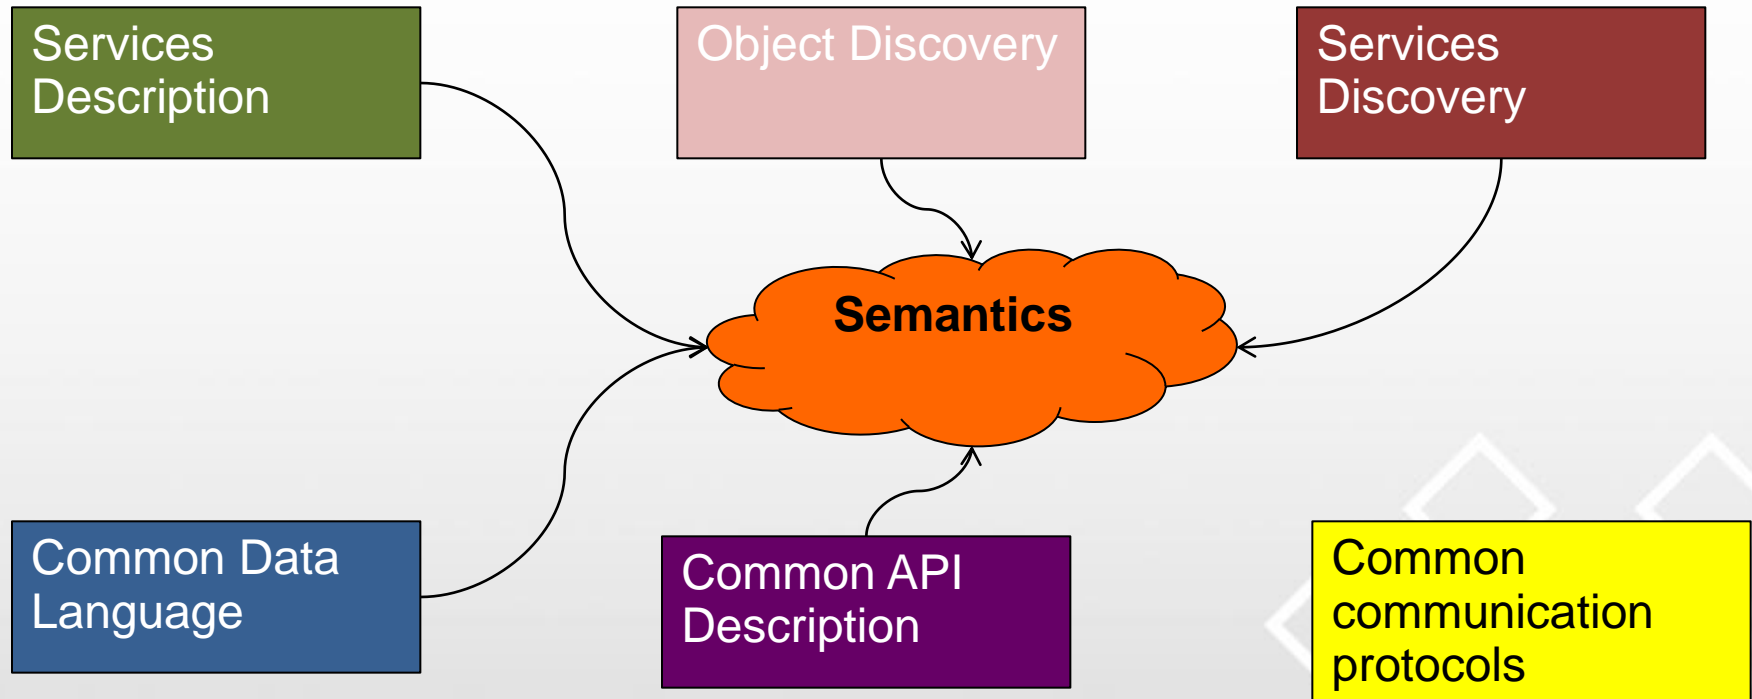 Services
Description
Object Discovery
Services
Discovery
Semantics
Common Data
Language
Common API
Description
Common
communication
protocols